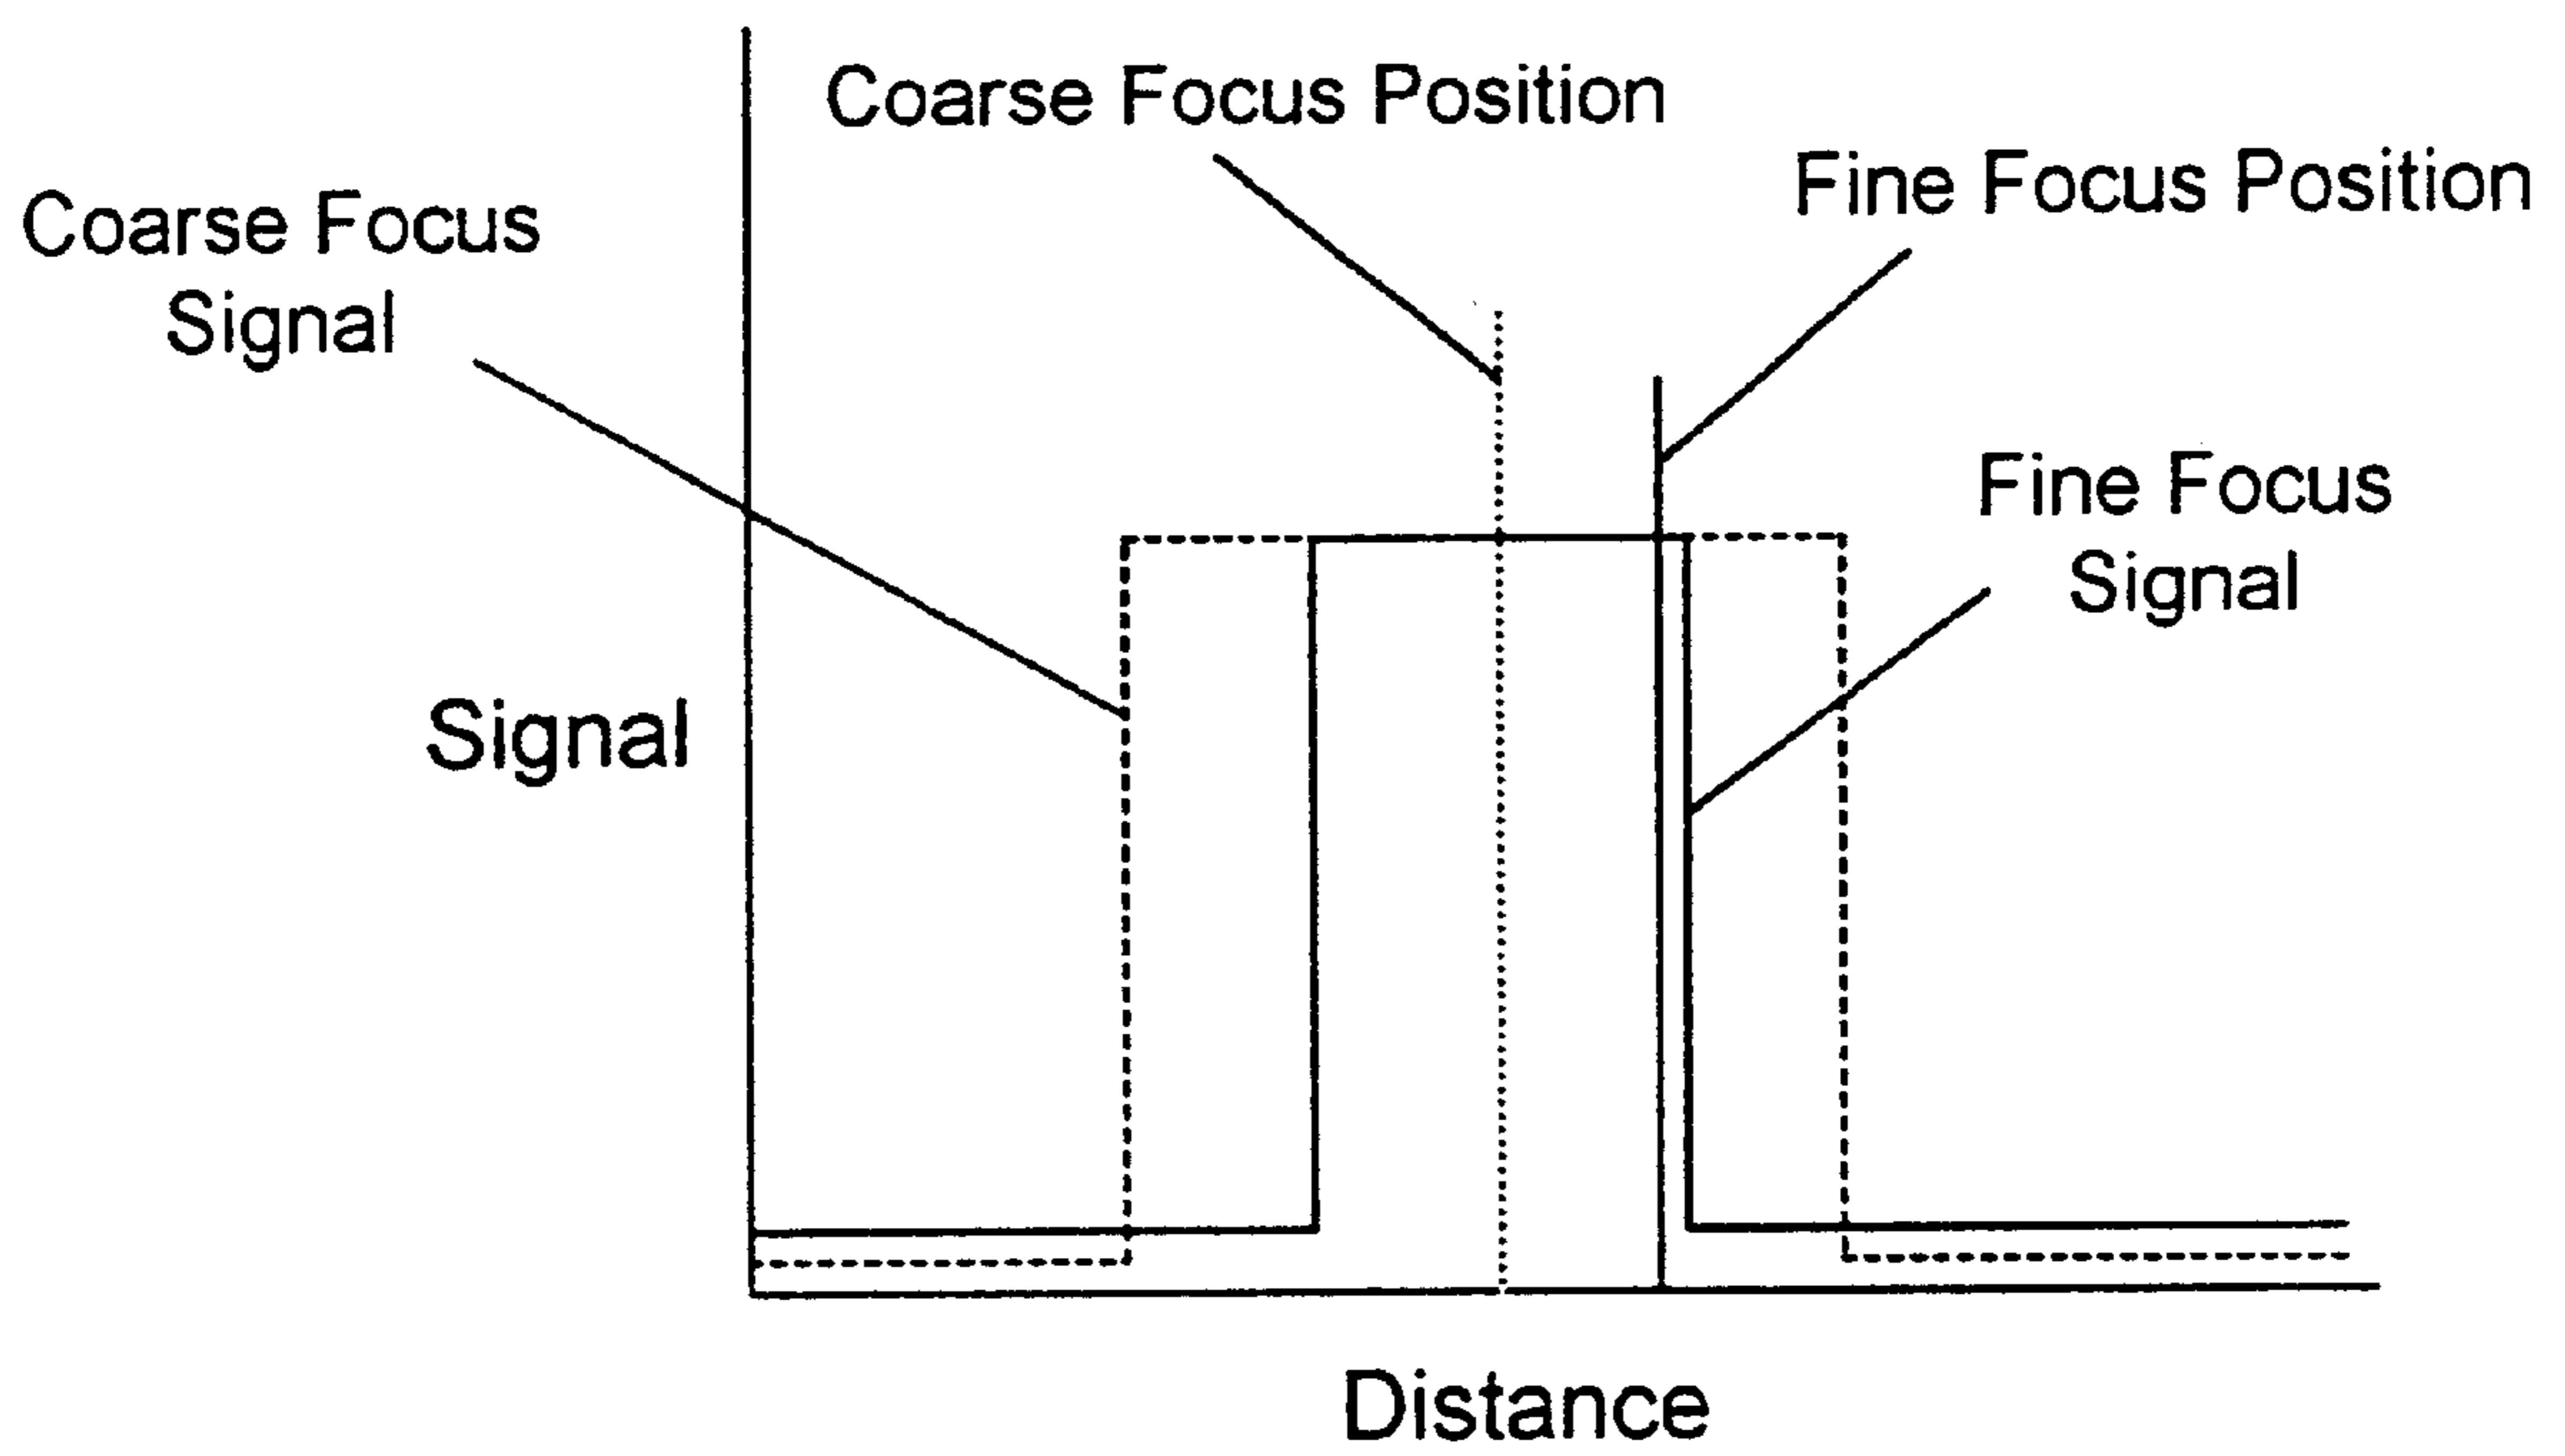 Coarse Focus Position
Fine Focus Position
Coarse Focus
Signal
Fine Focus
Signal
Signal
Distance